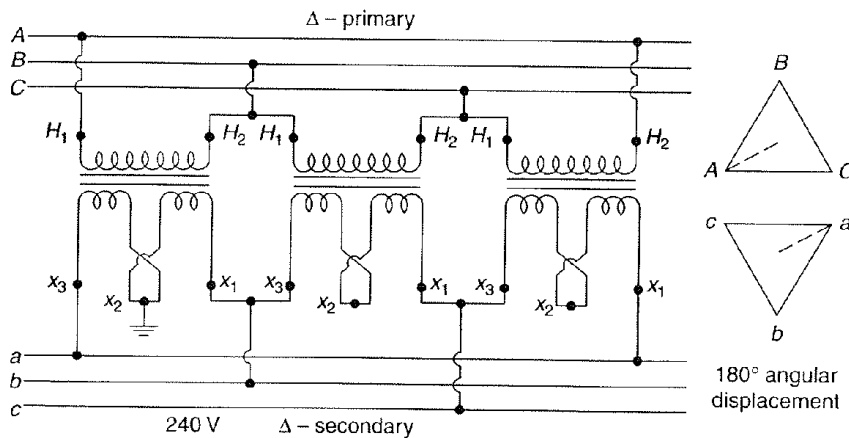 Δ – primary
A
B
C
H1 H2 H1 H2 H1 H2
x3 x2 x1 x3 x2 x1 x3 x2 x1
a
b
c
240 V Δ – secondary
B
A C
c a
b
180° angular
displacement